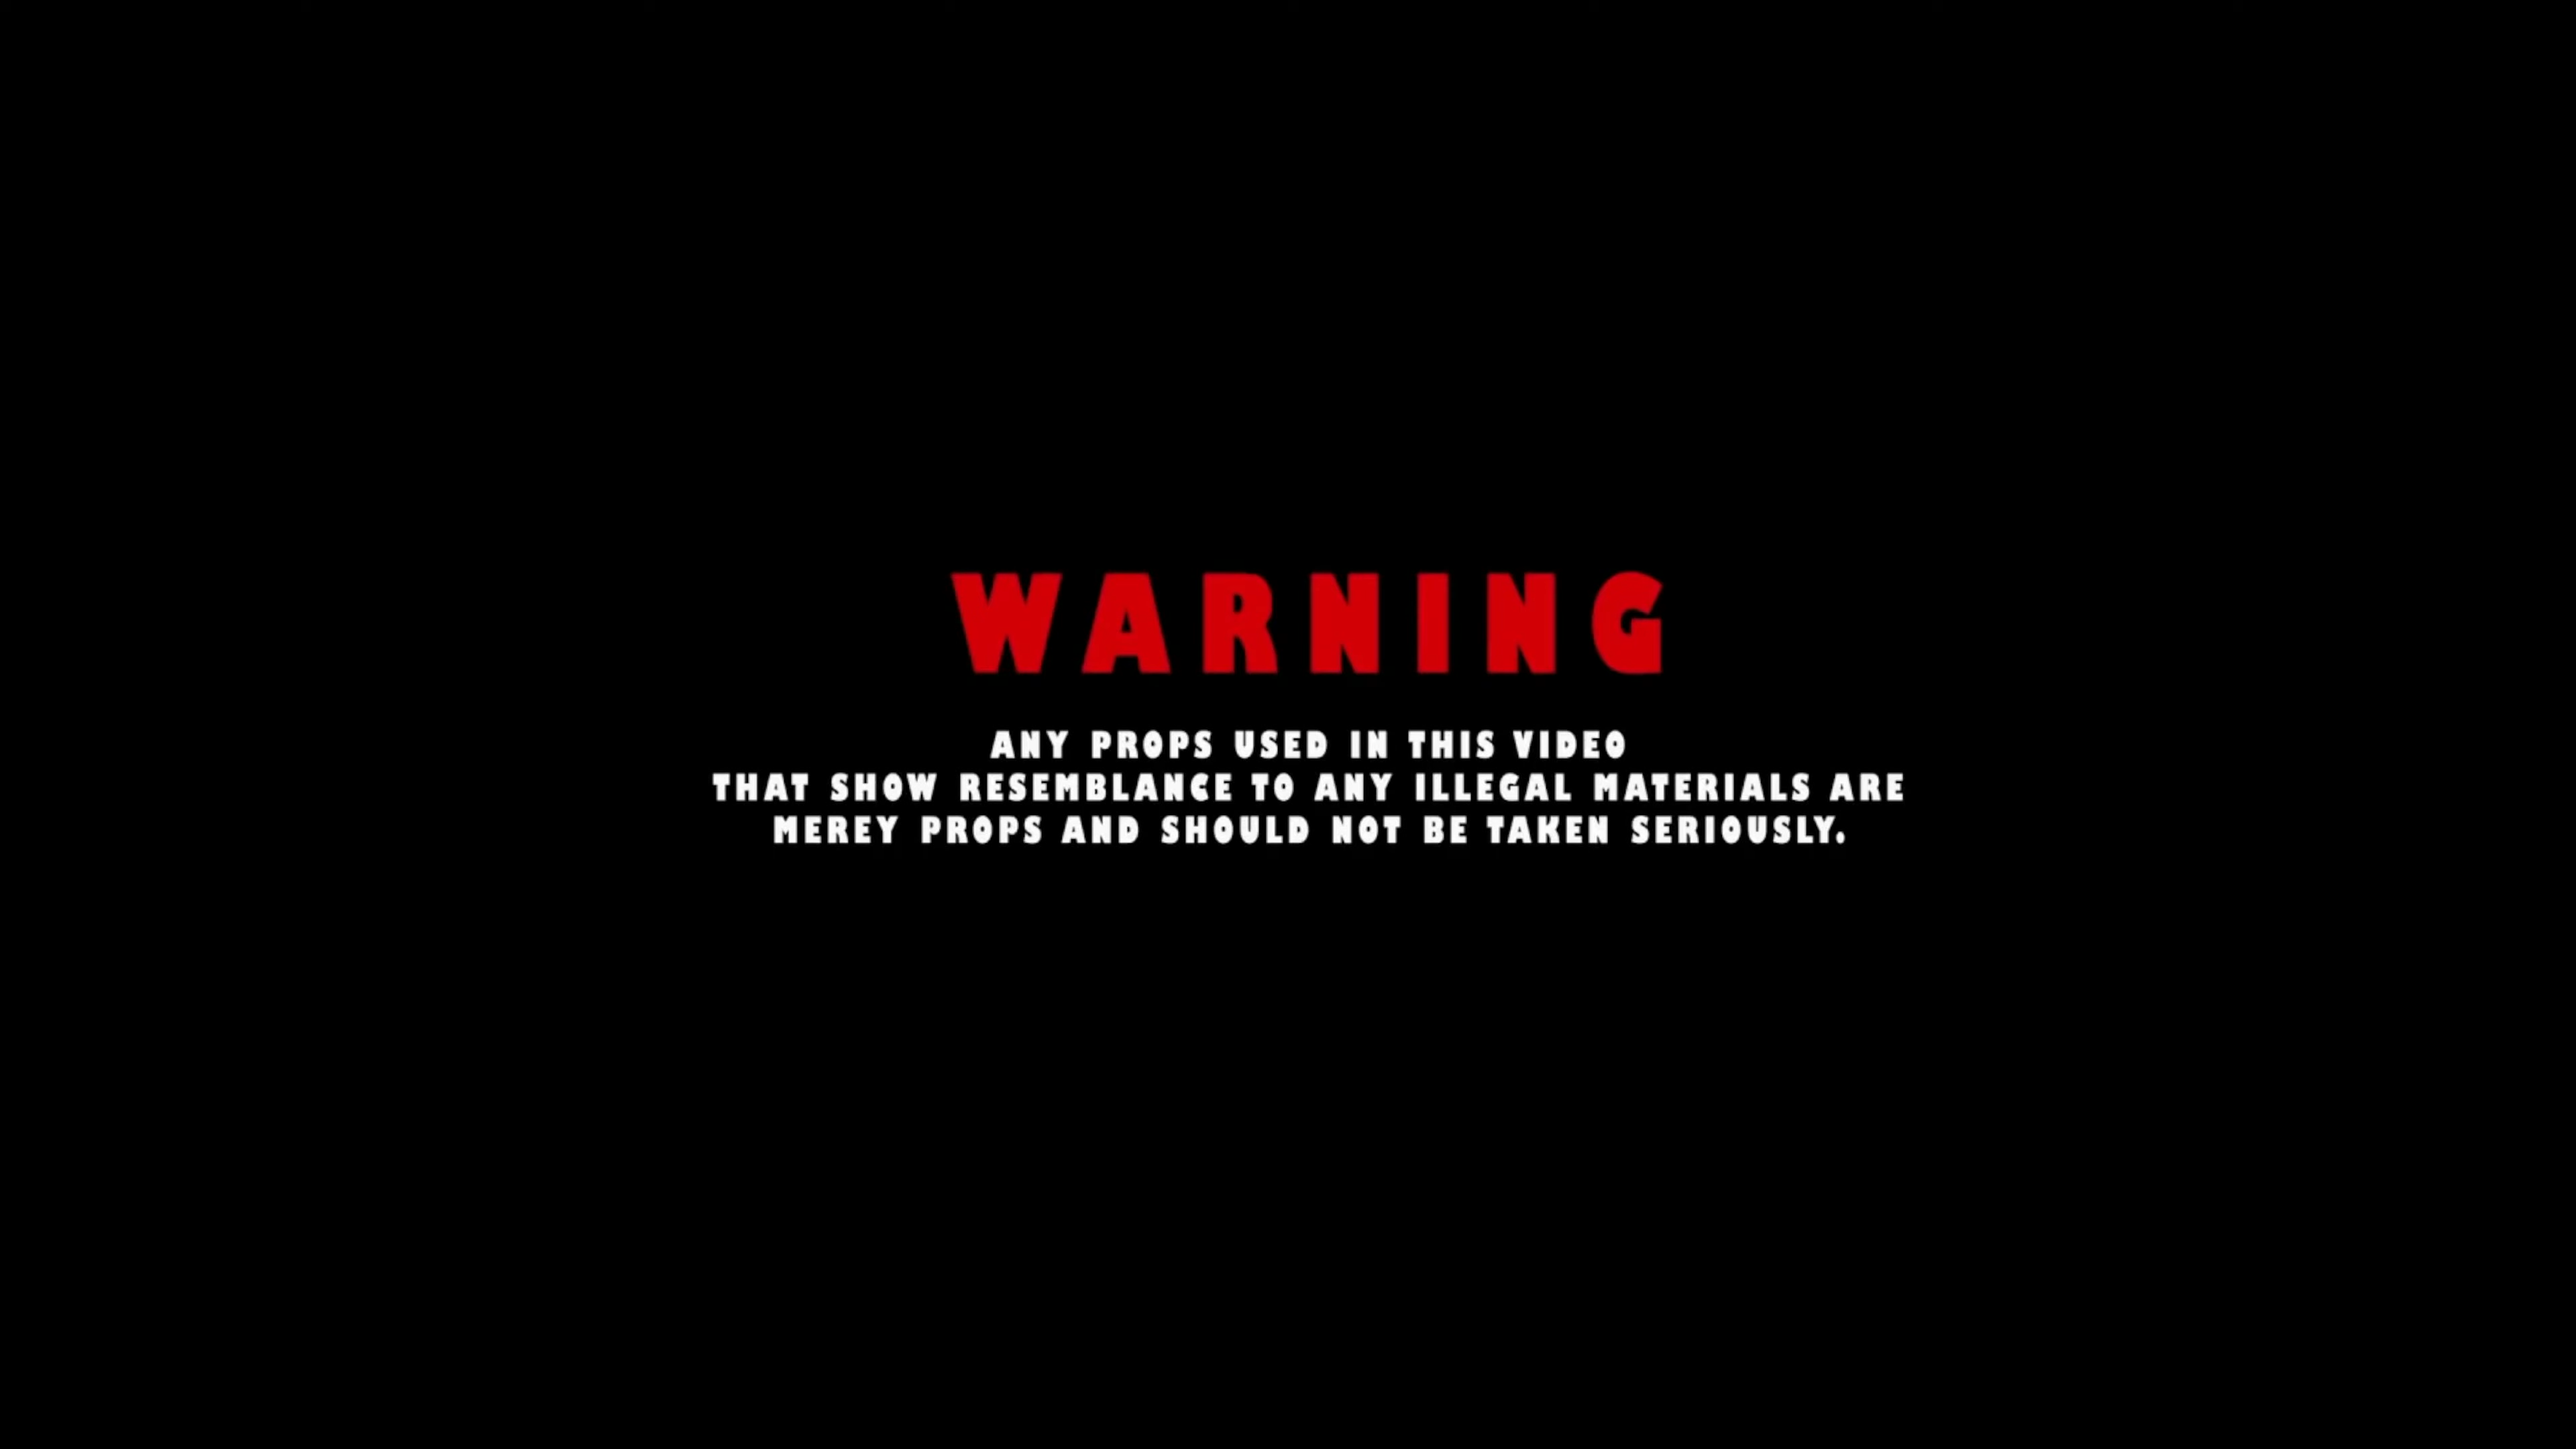 WARNING
ANY PROPS USED IN THIS VIDEO
THAT SHOW RESEMBLANCE TO ANY ILLEGAL MATERIALS ARE
MEREY PROPS AND SHOULD NOT BE TAKEN SERIOUSLY.